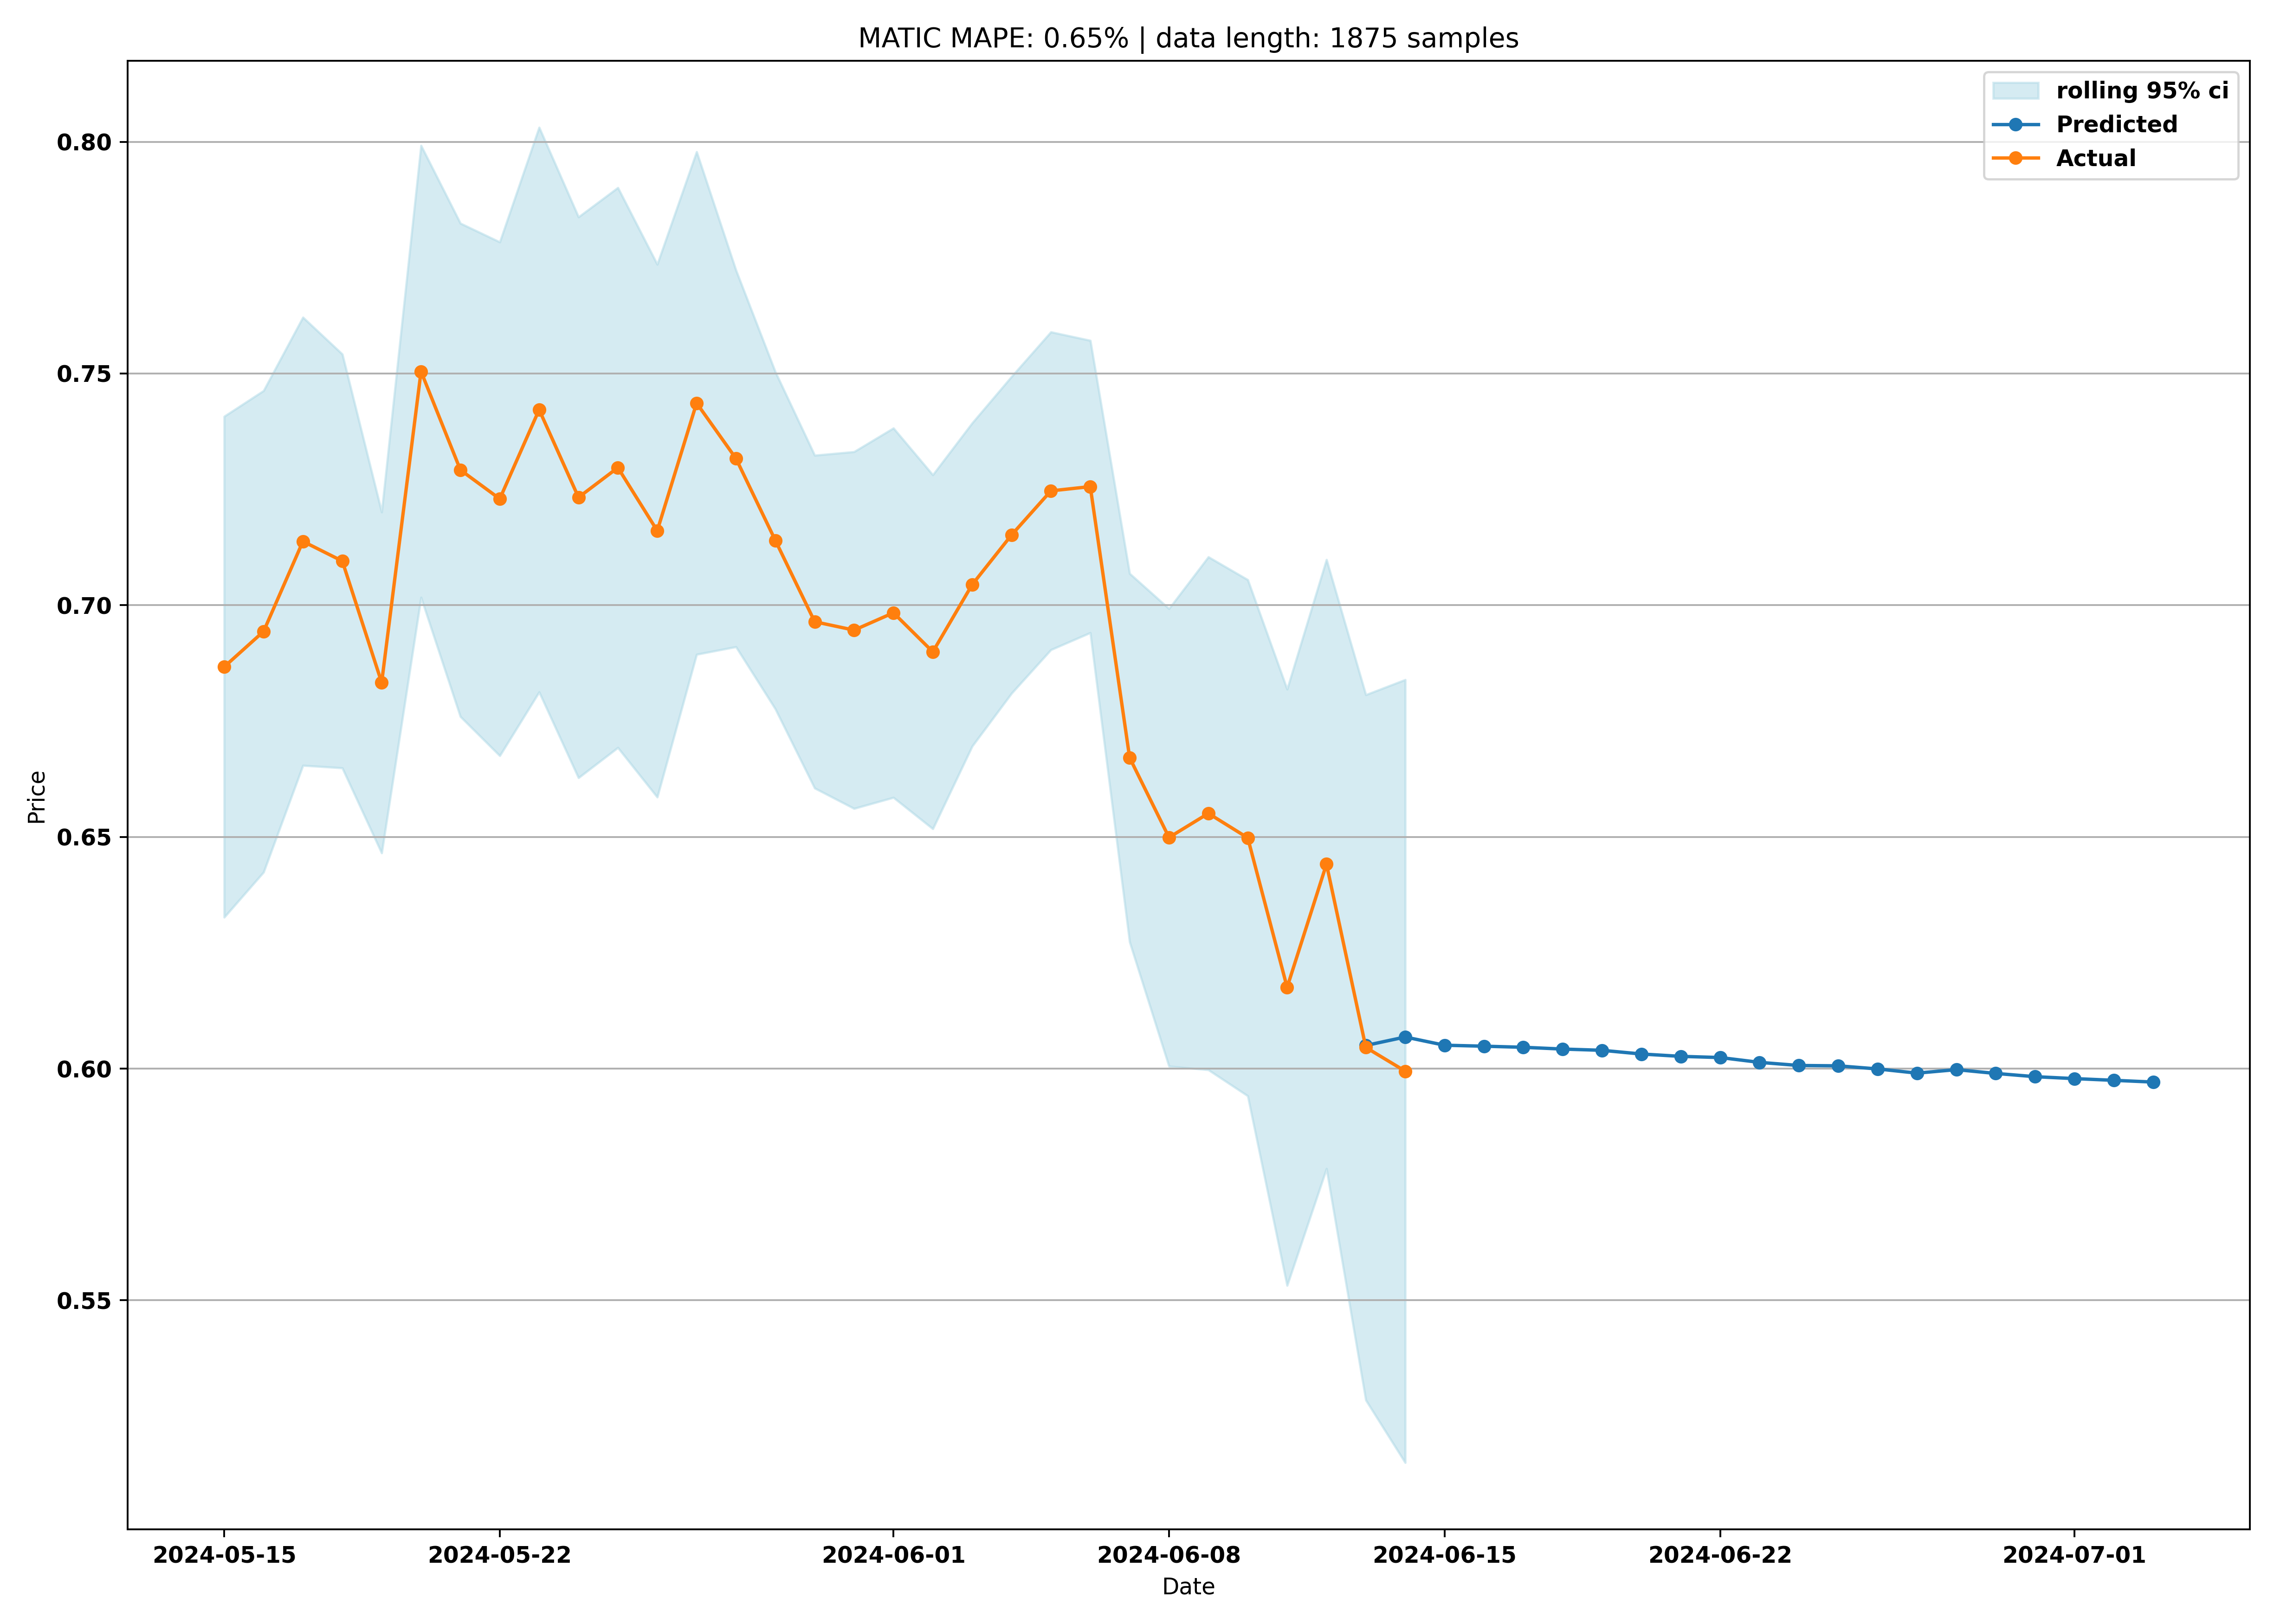 MATIC MAPE: 0.65% | data length: 1875 samples
rolling 95% ci
Predicted
Actual
Price
0.80
0.75
0.70
0.65
0.60
0.55
2024-05-15
2024-05-22
2024-06-01
2024-06-08
2024-06-15
2024-06-22
2024-07-01
Date